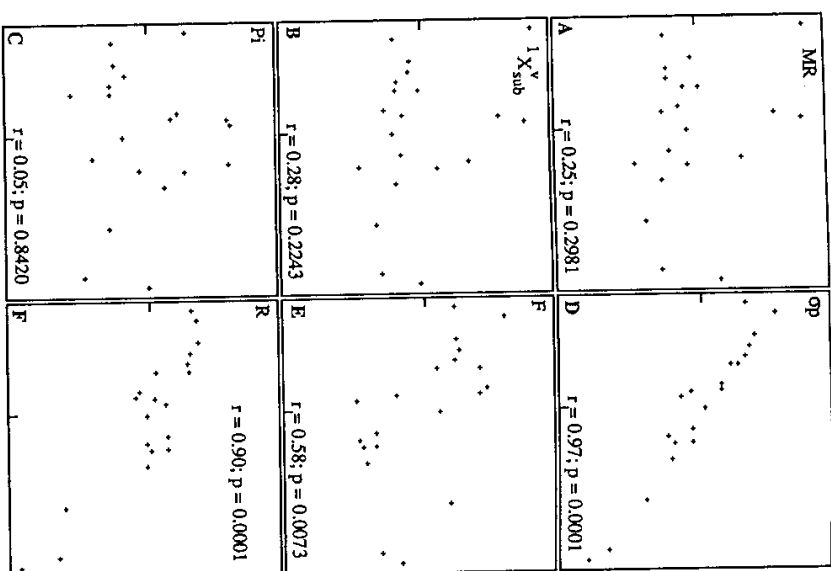 A
MR
r = 0.25; p = 0.2981
B
¹X^v_sub
r = 0.28; p = 0.2243
C
Pi
r = 0.05; p = 0.8420
D
σp
r = 0.97; p = 0.0001
E
F
r = 0.58; p = 0.0073
F
R
r = 0.90; p = 0.0001